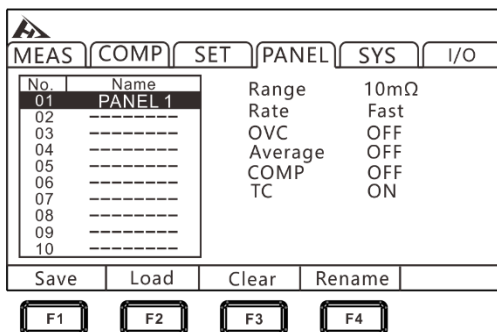 MEAS COMP SET PANEL SYS I/O
No. Name
01 PANEL 1
02 --------
03 --------
04 --------
05 --------
06 --------
07 --------
08 --------
09 --------
10 --------
Range 10mΩ
Rate Fast
OVC OFF
Average OFF
COMP OFF
TC ON
Save Load Clear Rename
F1 F2 F3 F4